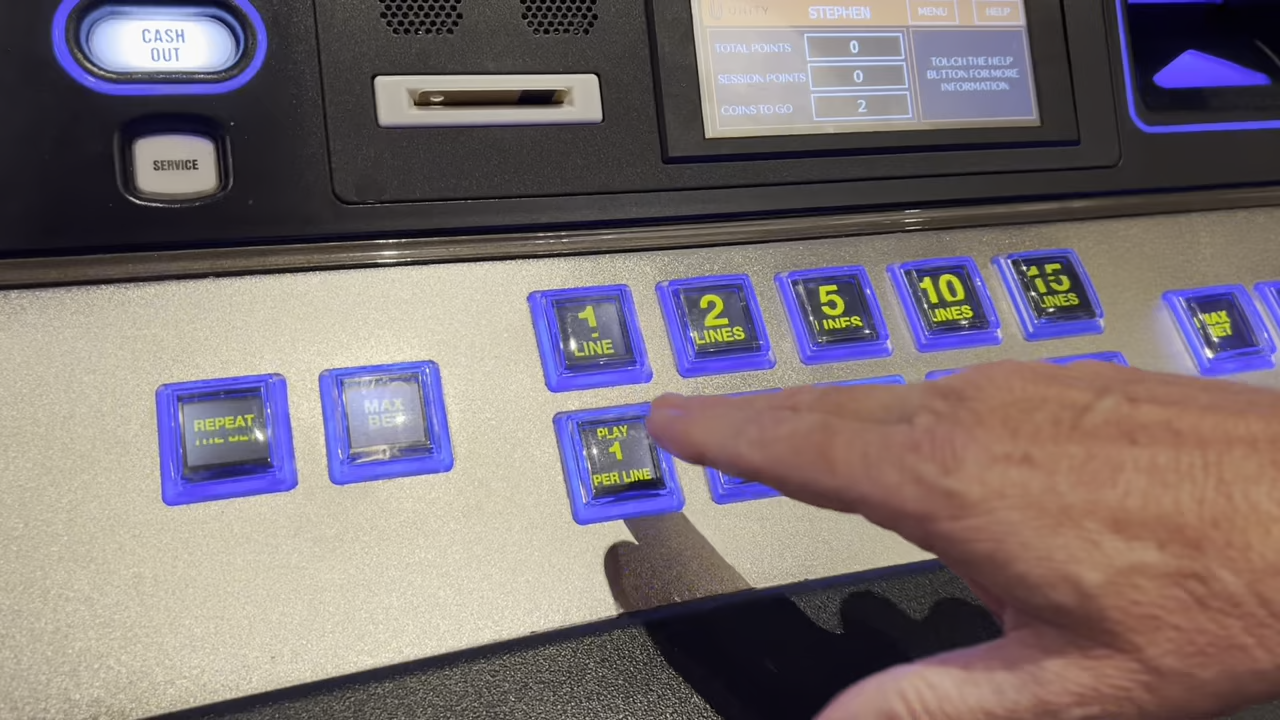 CASH
OUT
SERVICE
UNITY
STEPHEN
MENU
HELP
TOTAL POINTS
0
SESSION POINTS
0
COINS TO GO
2
TOUCH THE HELP
BUTTON FOR MORE
INFORMATION
1
LINE
2
LINES
5
LINES
10
LINES
15
LINES
MAX
BET
REPEAT
THE BET
MAX
BET
PLAY
1
PER LINE